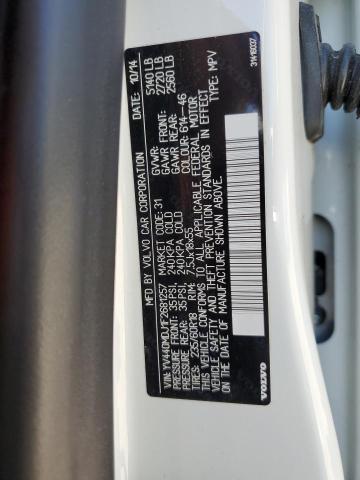 MFD. BY VOLVO CAR CORPORATION DATE: 10/14
GVWR: 5140 LB
GAWR FRONT: 2720 LB
MARKET CODE: 31 GAWR REAR: 2560 LB
VIN: YV440MDJ1F2681257 COLOUR: 614-46
PRESSURE FRONT: 35 PSI, 240 KPA COLD
PRESSURE REAR: 35 PSI, 240 KPA COLD
TIRES: 235/60R18 RIM: 7.5Jx18x55
THIS VEHICLE CONFORMS TO ALL APPLICABLE FEDERAL MOTOR
VEHICLE SAFETY AND THEFT PREVENTION STANDARDS IN EFFECT
ON THE DATE OF MANUFACTURE SHOWN ABOVE. TYPE: MPV
VOLVO